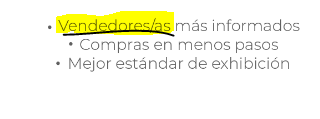 • Vendedores/as más informados
• Compras en menos pasos
• Mejor estándar de exhibición